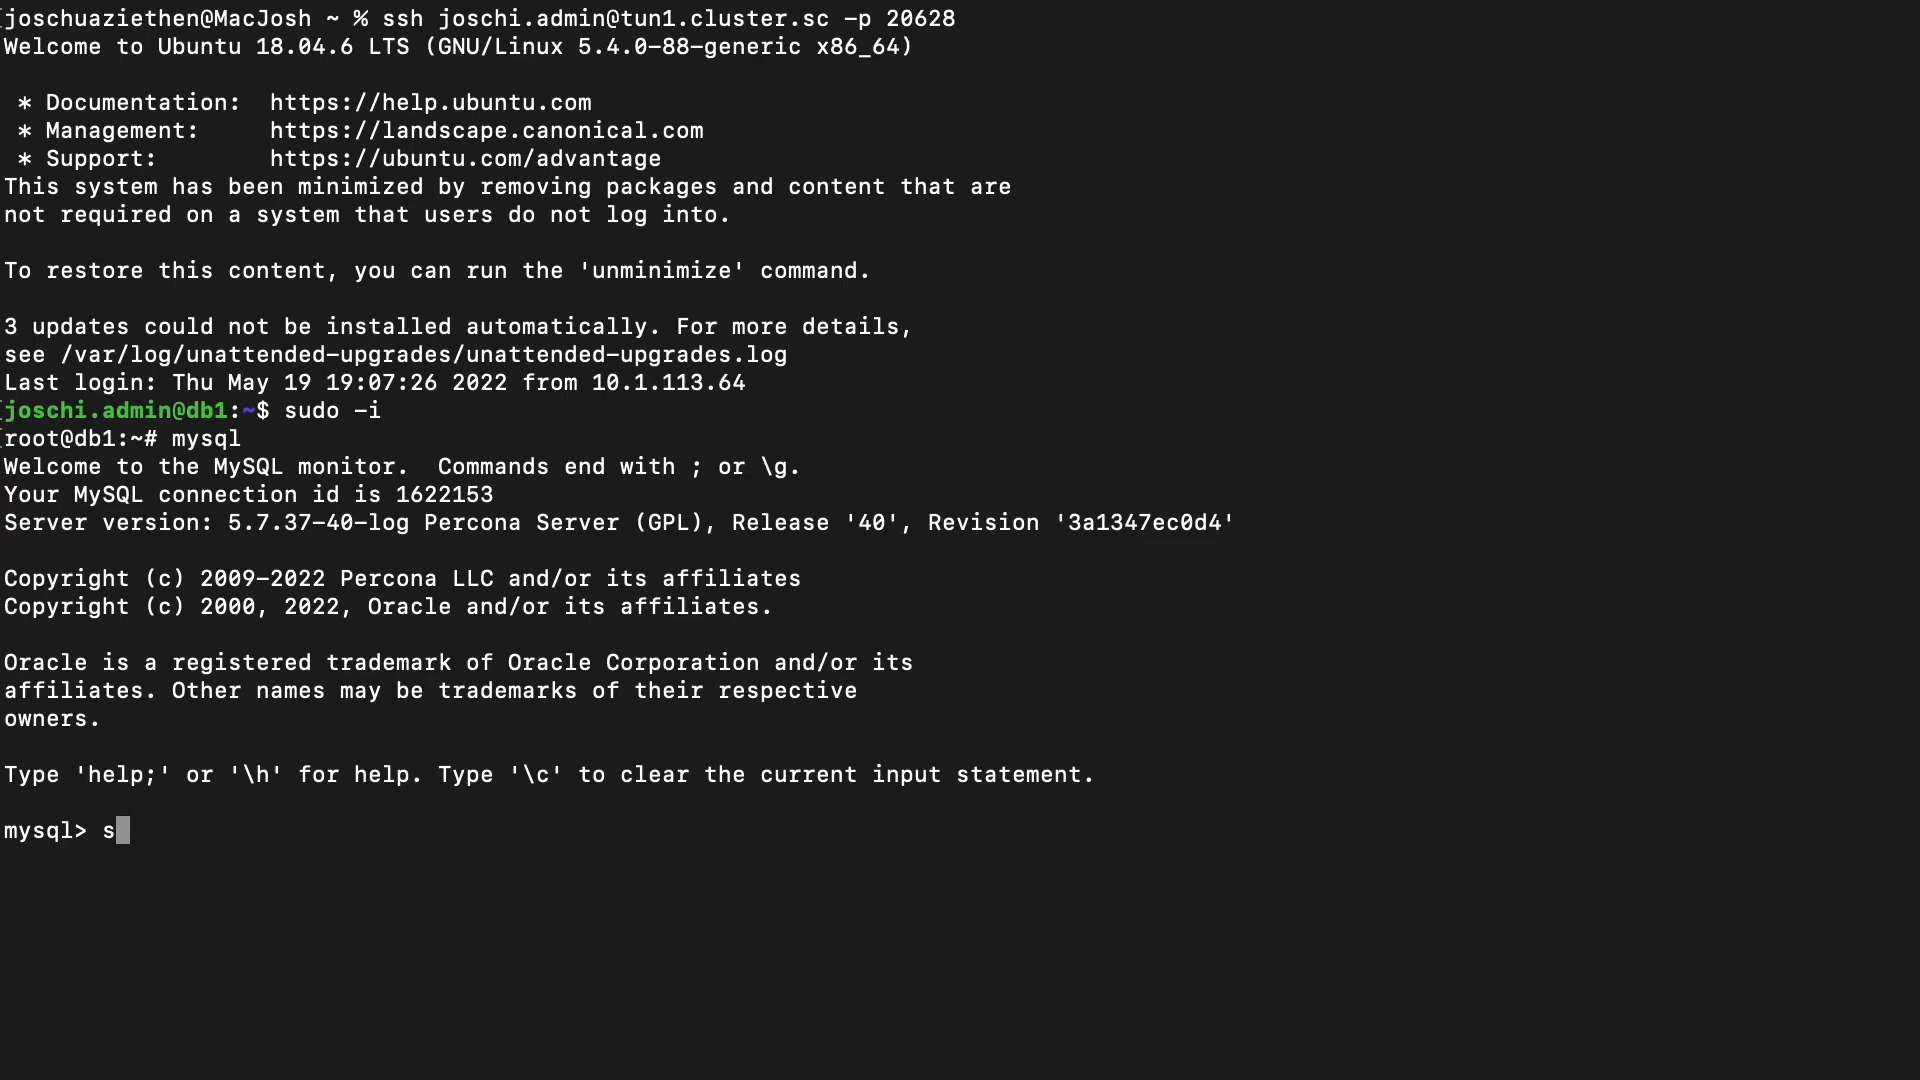 joschuaziethen@MacJosh ~ % ssh joschi.admin@tun1.cluster.sc -p 20628
Welcome to Ubuntu 18.04.6 LTS (GNU/Linux 5.4.0-88-generic x86_64)
* Documentation:  https://help.ubuntu.com
* Management:     https://landscape.canonical.com
* Support:        https://ubuntu.com/advantage
This system has been minimized by removing packages and content that are
not required on a system that users do not log into.
To restore this content, you can run the 'unminimize' command.
3 updates could not be installed automatically. For more details,
see /var/log/unattended-upgrades/unattended-upgrades.log
Last login: Thu May 19 19:07:26 2022 from 10.1.113.64
joschi.admin@db1:~$ sudo -i
root@db1:~# mysql
Welcome to the MySQL monitor.  Commands end with ; or \g.
Your MySQL connection id is 1622153
Server version: 5.7.37-40-log Percona Server (GPL), Release '40', Revision '3a1347ec0d4'
Copyright (c) 2009-2022 Percona LLC and/or its affiliates
Copyright (c) 2000, 2022, Oracle and/or its affiliates.
Oracle is a registered trademark of Oracle Corporation and/or its
affiliates. Other names may be trademarks of their respective
owners.
Type 'help;' or '\h' for help. Type '\c' to clear the current input statement.
mysql> s